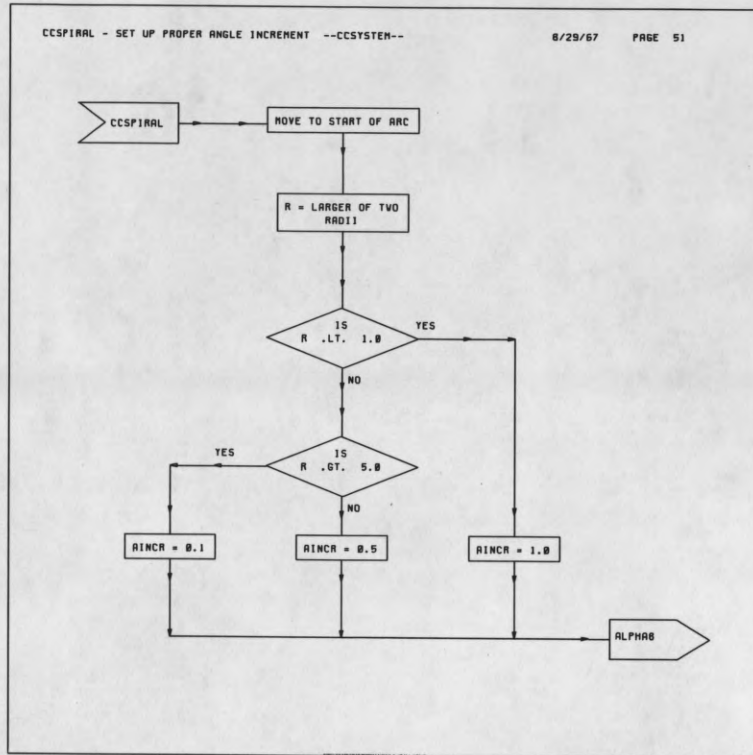 CCSPIRAL - SET UP PROPER ANGLE INCREMENT --CCSYSTEM-- 8/29/67 PAGE 51
CCSPIRAL
MOVE TO START OF ARC
R = LARGER OF TWO
RADII
IS
R .LT. 1.0
YES
NO
IS
R .GT. 5.0
YES
NO
AINCR = 0.1
AINCR = 0.5
AINCR = 1.0
ALPHA6